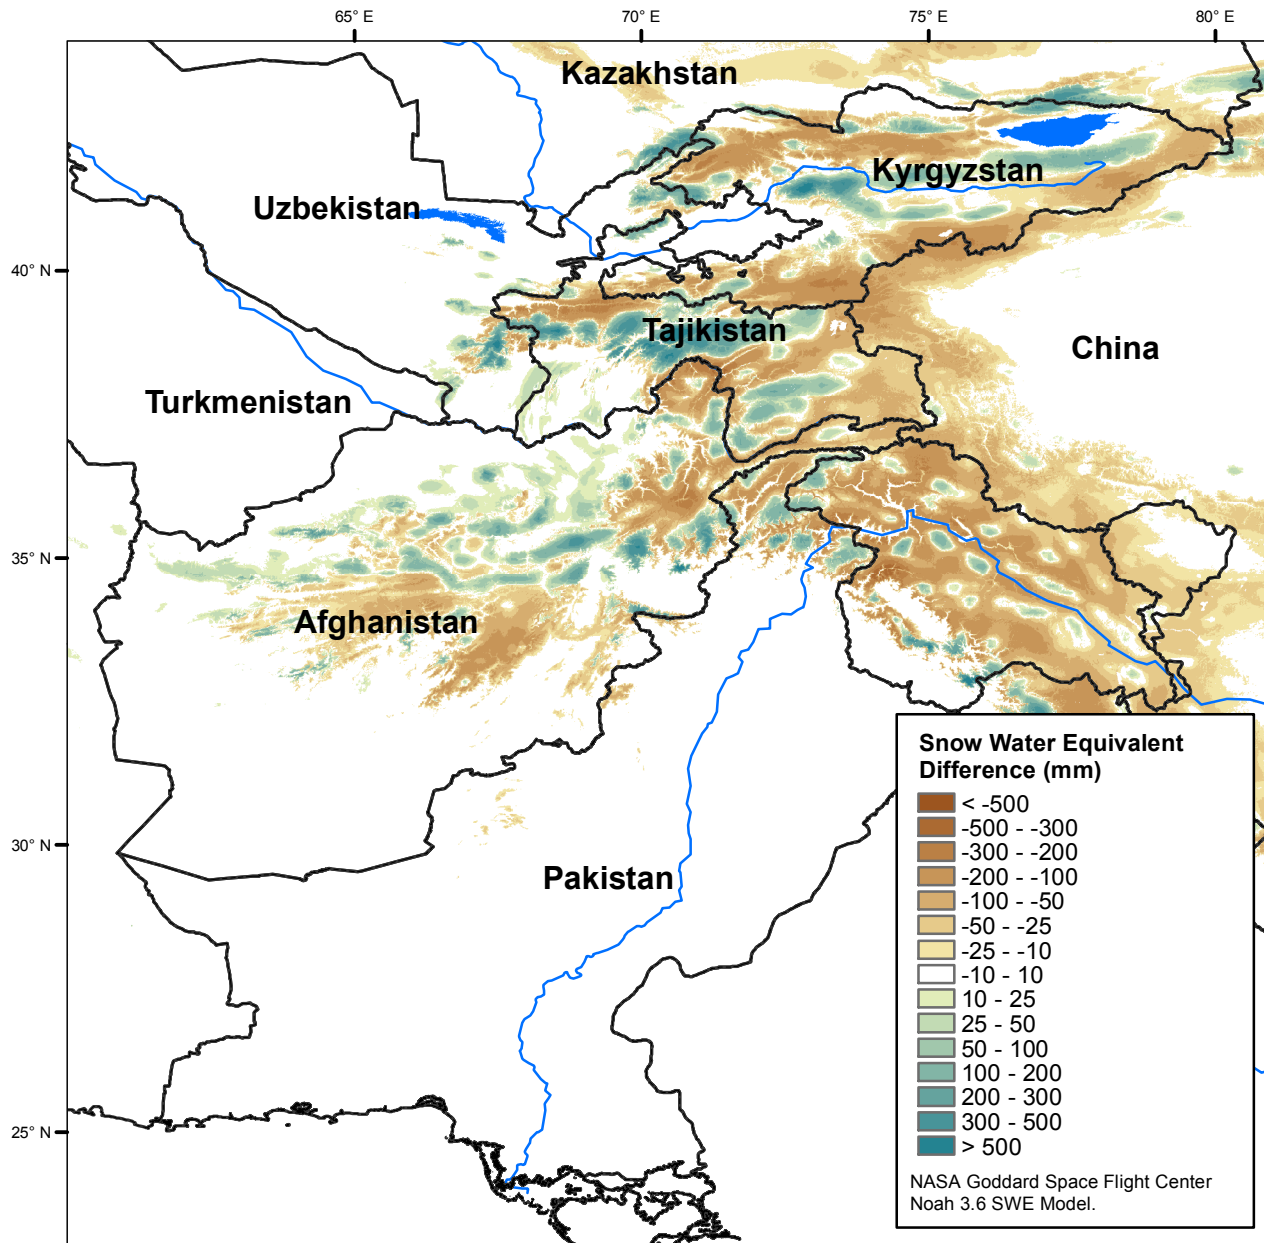 65° E
70° E
75° E
80° E
Kazakhstan
Kyrgyzstan
Uzbekistan
40° N
Tajikistan
China
Turkmenistan
35° N
Afghanistan
Snow Water Equivalent
Difference (mm)
< -500
-500 - -300
-300 - -200
-200 - -100
-100 - -50
-50 - -25
-25 - -10
-10 - 10
10 - 25
25 - 50
50 - 100
100 - 200
200 - 300
300 - 500
> 500
NASA Goddard Space Flight Center
Noah 3.6 SWE Model.
30° N
Pakistan
25° N